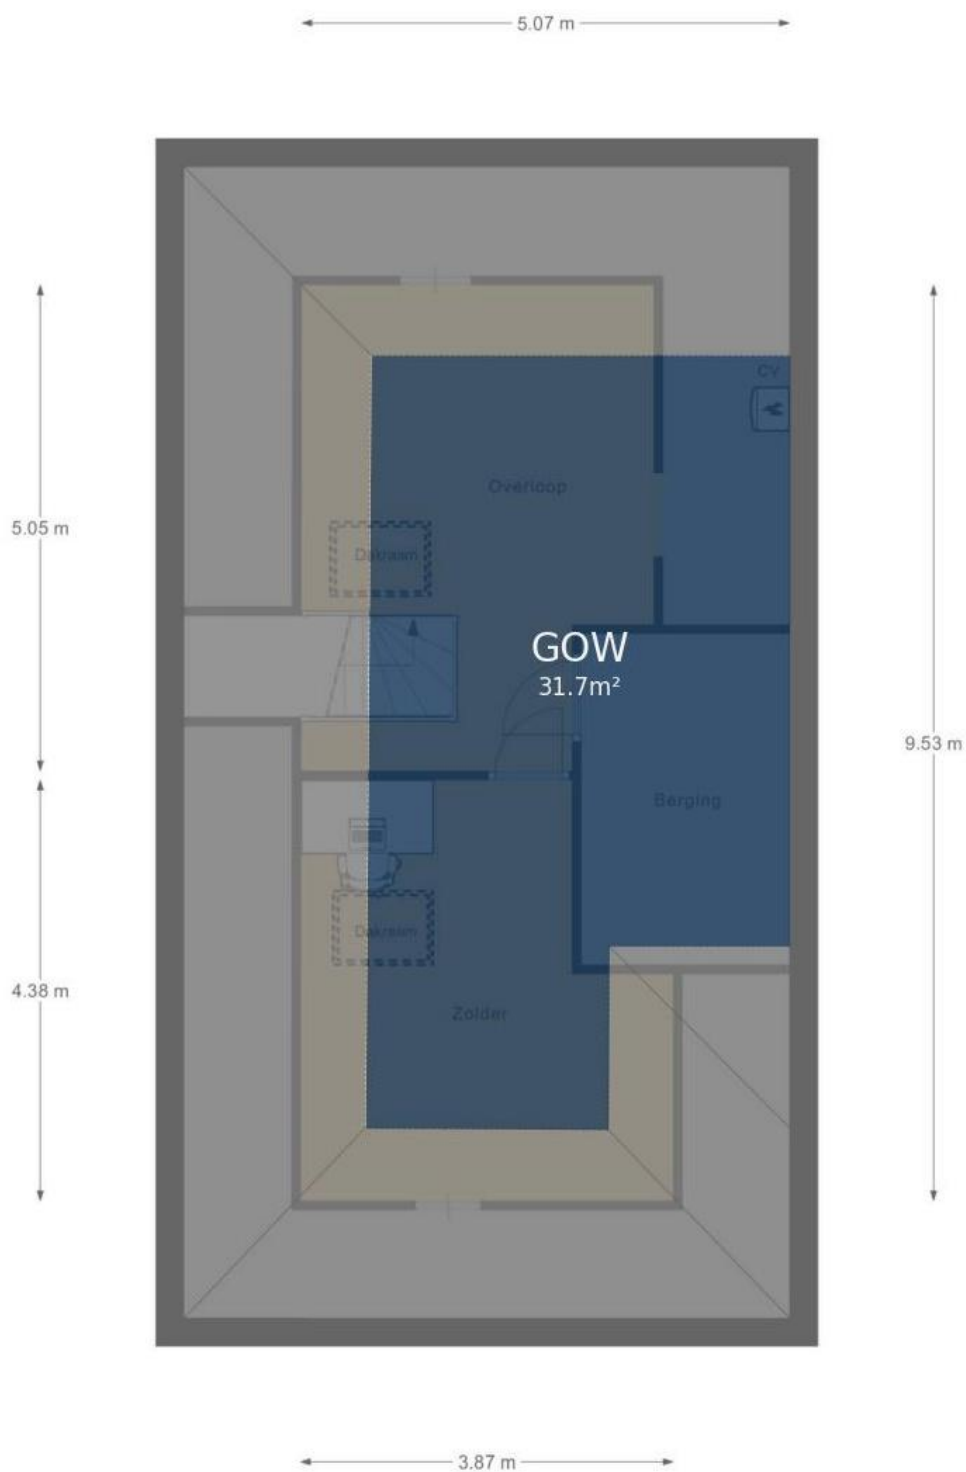 5.07 m
CV
Overloop
5.05 m
Dakraam
GOW
31.7m²
9.53 m
Berging
Dakraam
4.38 m
Zolder
3.87 m